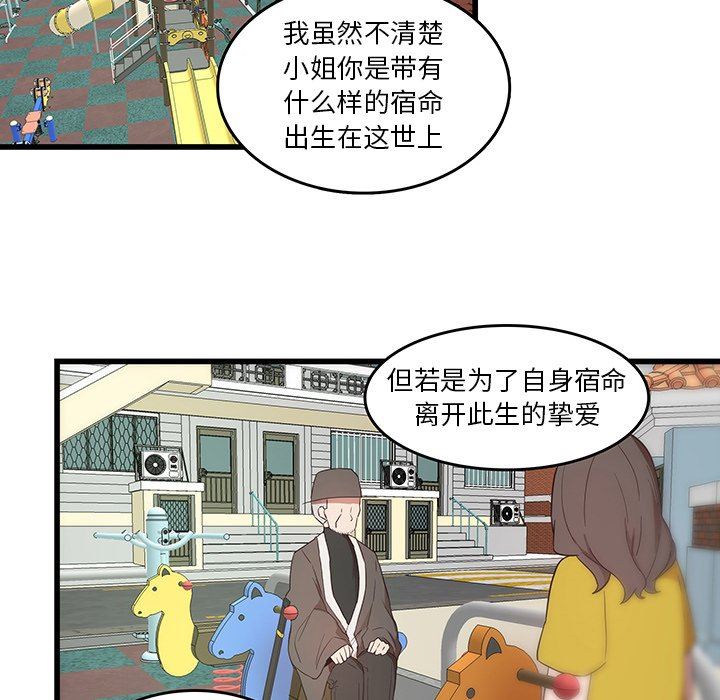 我虽然不清楚
小姐你是带有
什么样的宿命
出生在这世上
但若是为了自身宿命
离开此生的挚爱